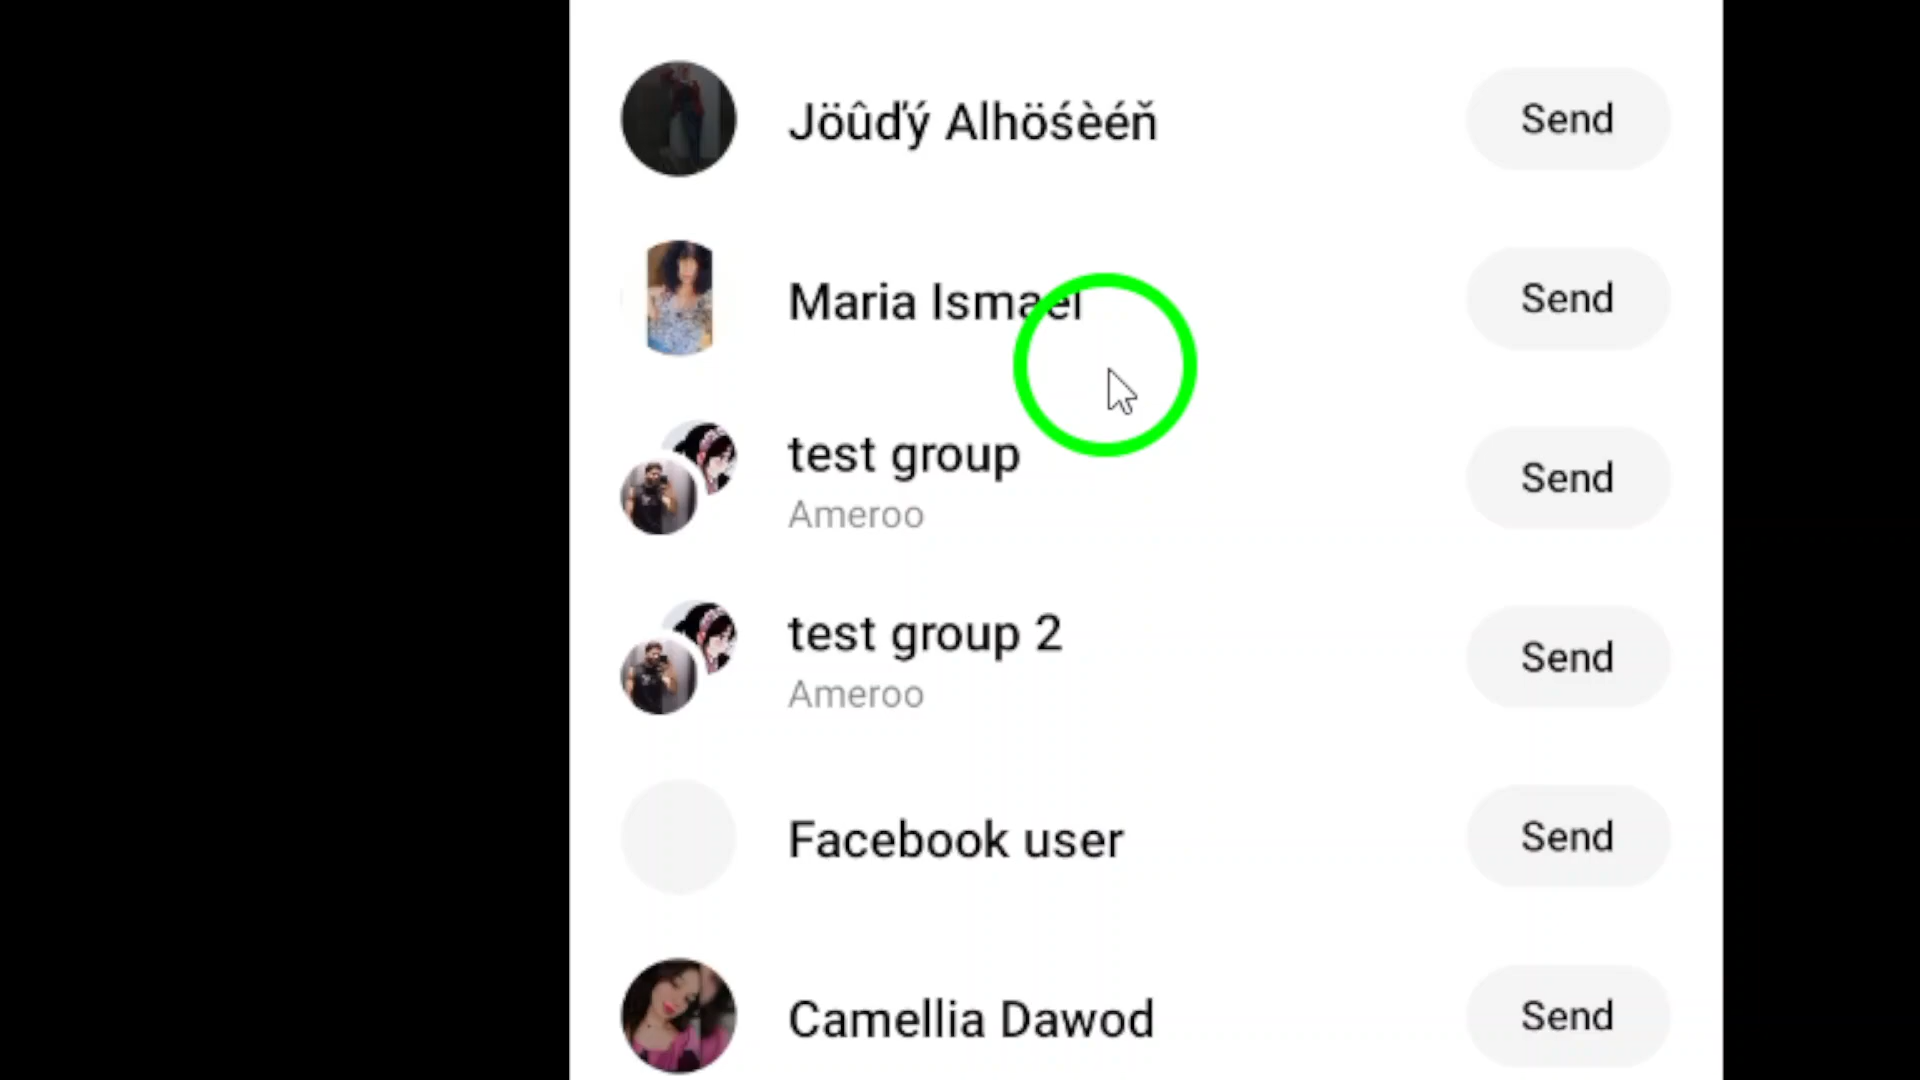 Jöûďý Alhöśèéň
Send
Maria Ismael
Send
test group
Ameroo
Send
test group 2
Ameroo
Send
Facebook user
Send
Camellia Dawod
Send